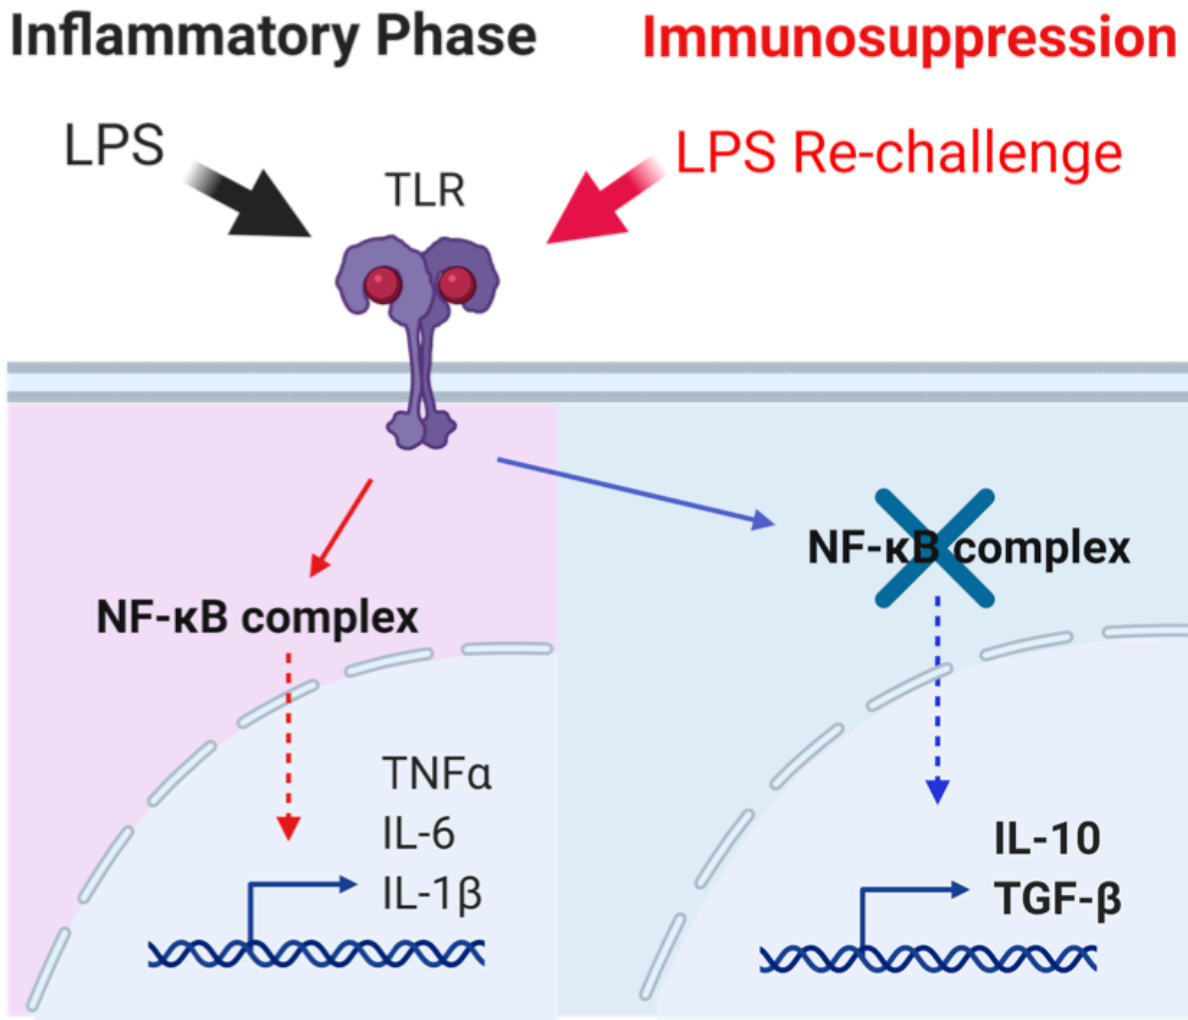 Inflammatory Phase
Immunosuppression
LPS
LPS Re-challenge
TLR
NF-κB complex
NF-κB complex
TNFα
IL-6
IL-1β
IL-10
TGF-β